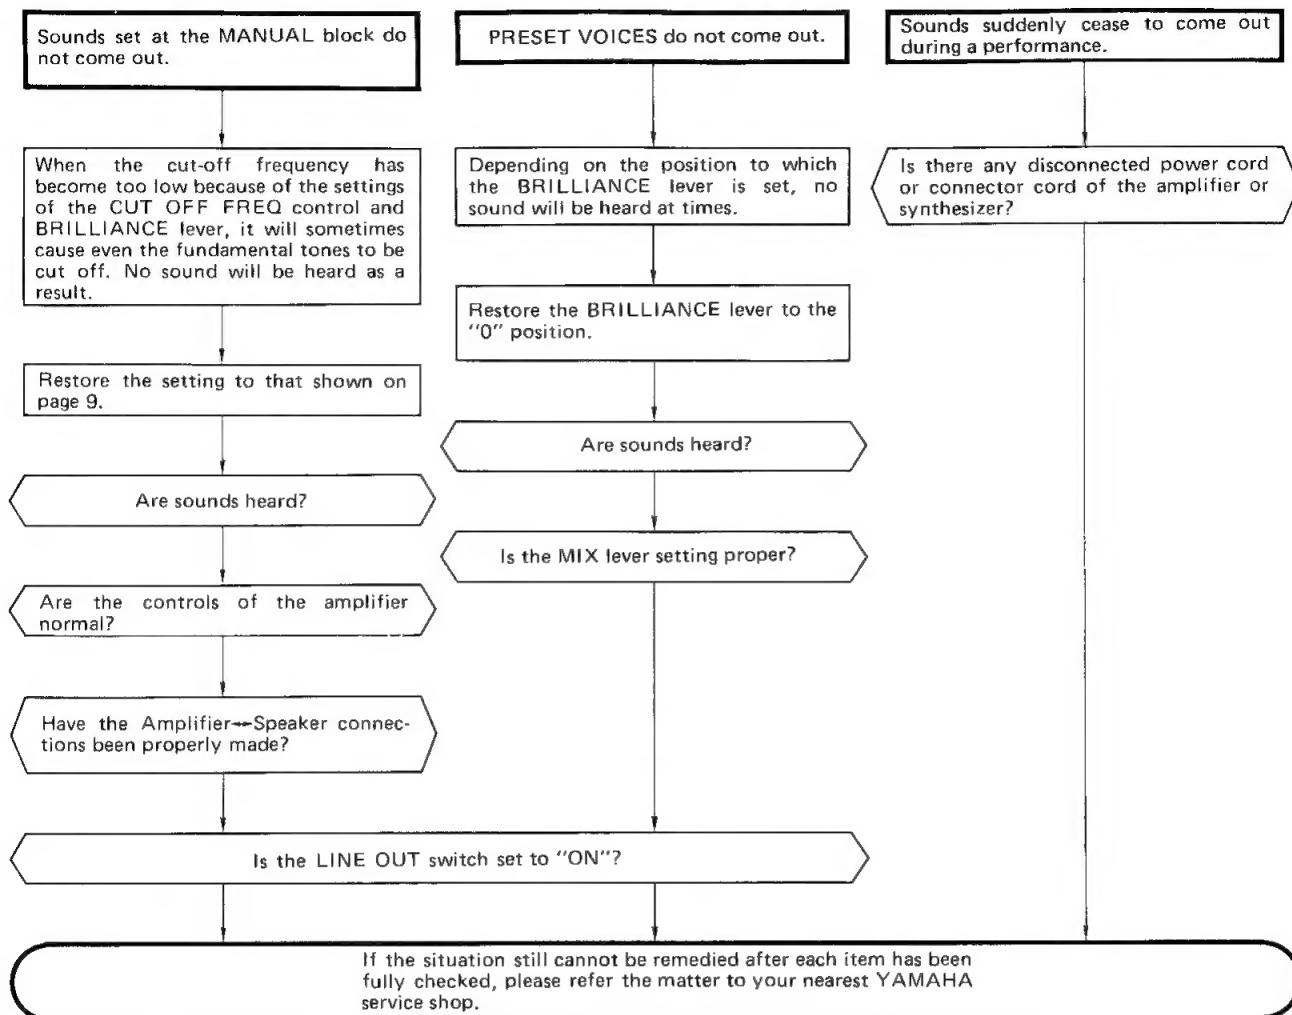 Sounds set at the MANUAL block do
not come out.
When the cut-off frequency has
become too low because of the settings
of the CUT OFF FREQ control and
BRILLIANCE lever, it will sometimes
cause even the fundamental tones to be
cut off. No sound will be heard as a
result.
Restore the setting to that shown on
page 9.
Are sounds heard?
Are the controls of the amplifier
normal?
Have the Amplifier↔Speaker connec-
tions been properly made?
PRESET VOICES do not come out.
Depending on the position to which
the BRILLIANCE lever is set, no
sound will be heard at times.
Restore the BRILLIANCE lever to the
"0" position.
Are sounds heard?
Is the MIX lever setting proper?
Is the LINE OUT switch set to "ON"?
Sounds suddenly cease to come out
during a performance.
Is there any disconnected power cord
or connector cord of the amplifier or
synthesizer?
If the situation still cannot be remedied after each item has been
fully checked, please refer the matter to your nearest YAMAHA
service shop.